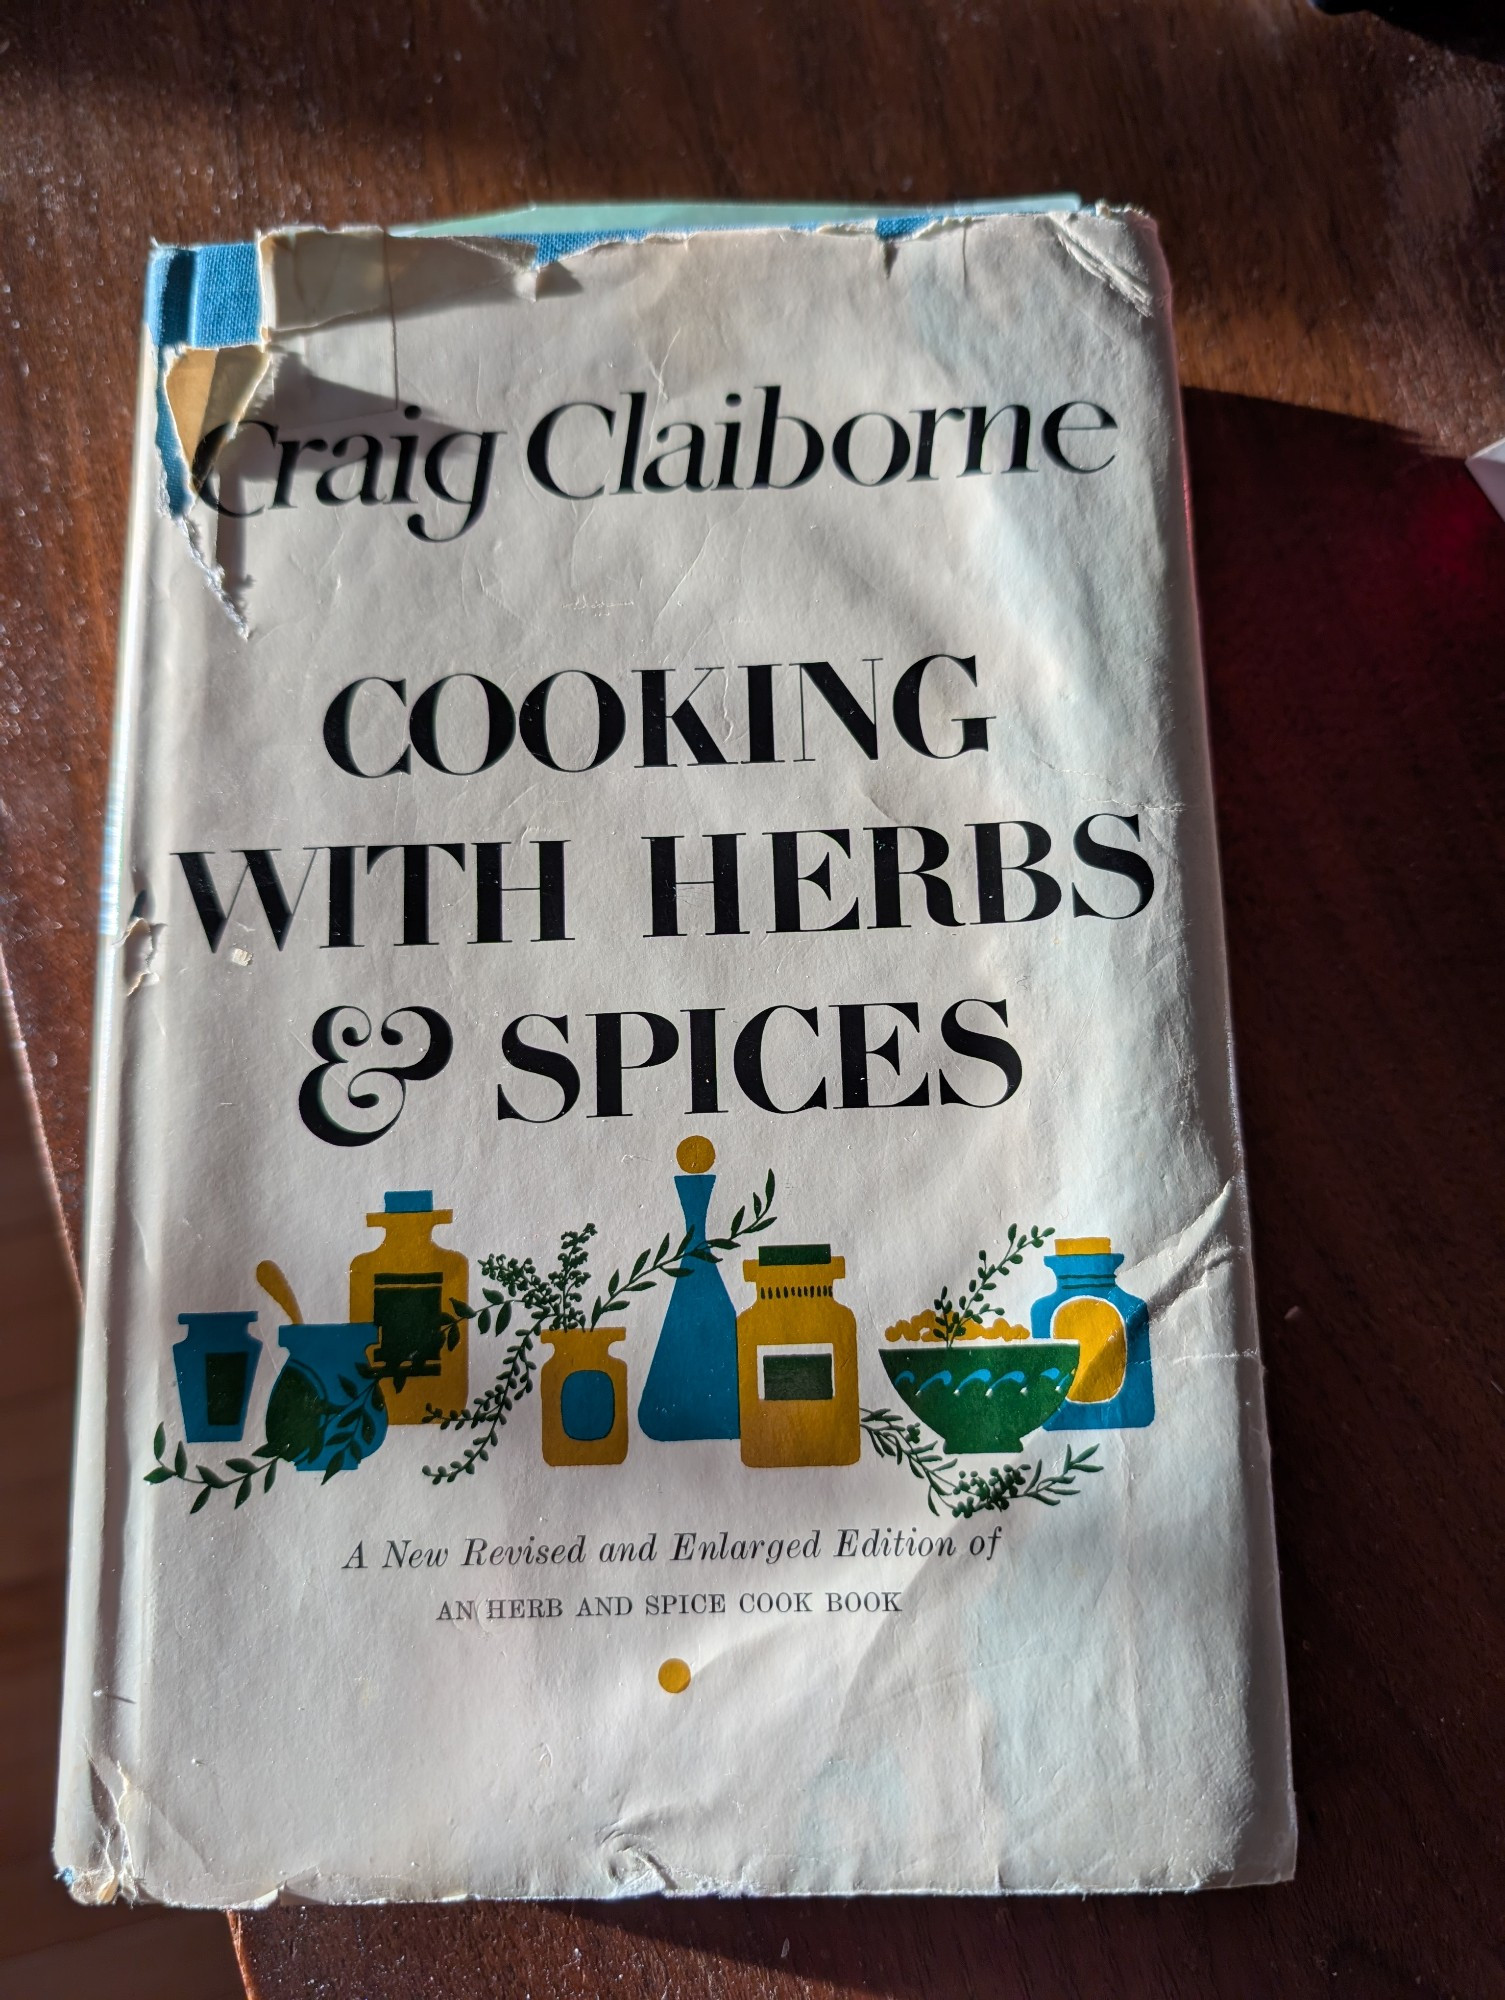 Craig Claiborne
COOKING
WITH HERBS
& SPICES
A New Revised and Enlarged Edition of
AN HERB AND SPICE COOK BOOK